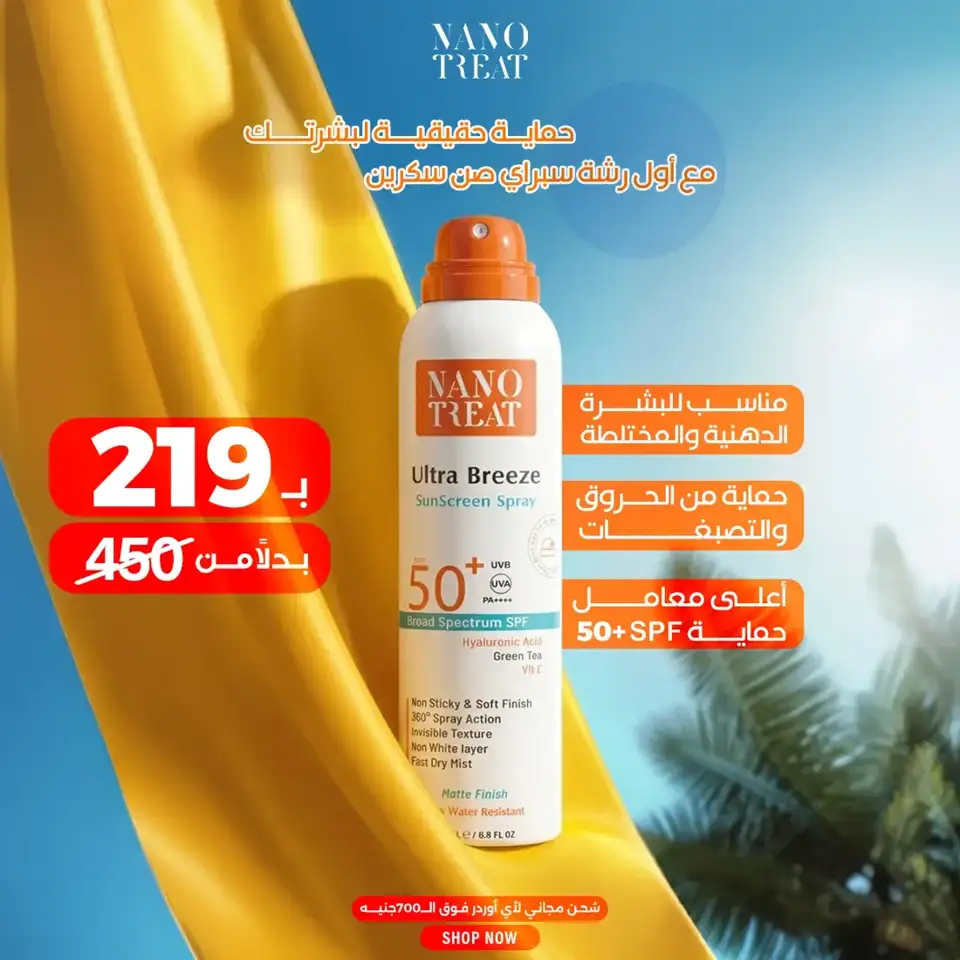 NANO
TREAT
حماية حقيقية لبشرتك
مع أول رشة سبراي صن سكرين
NANO
TREAT
Ultra Breeze
SunScreen Spray
50+
UVB
UVA
PA++++
Broad Spectrum SPF
Hyaluronic Acid
Green Tea
Vit E
Non Sticky & Soft Finish
360° Spray Action
Invisible Texture
Non White layer
Fast Dry Mist
Matte Finish
Water Resistant
℮ / 6.8 FL OZ
بـ 219
بدلًا من 450
مناسب للبشرة
الدهنية والمختلطة
حماية من الحروق
والتصبغات
أعلى معامل
حماية SPF 50+
شحن مجاني لأي أوردر فوق الـ700جنيه
SHOP NOW